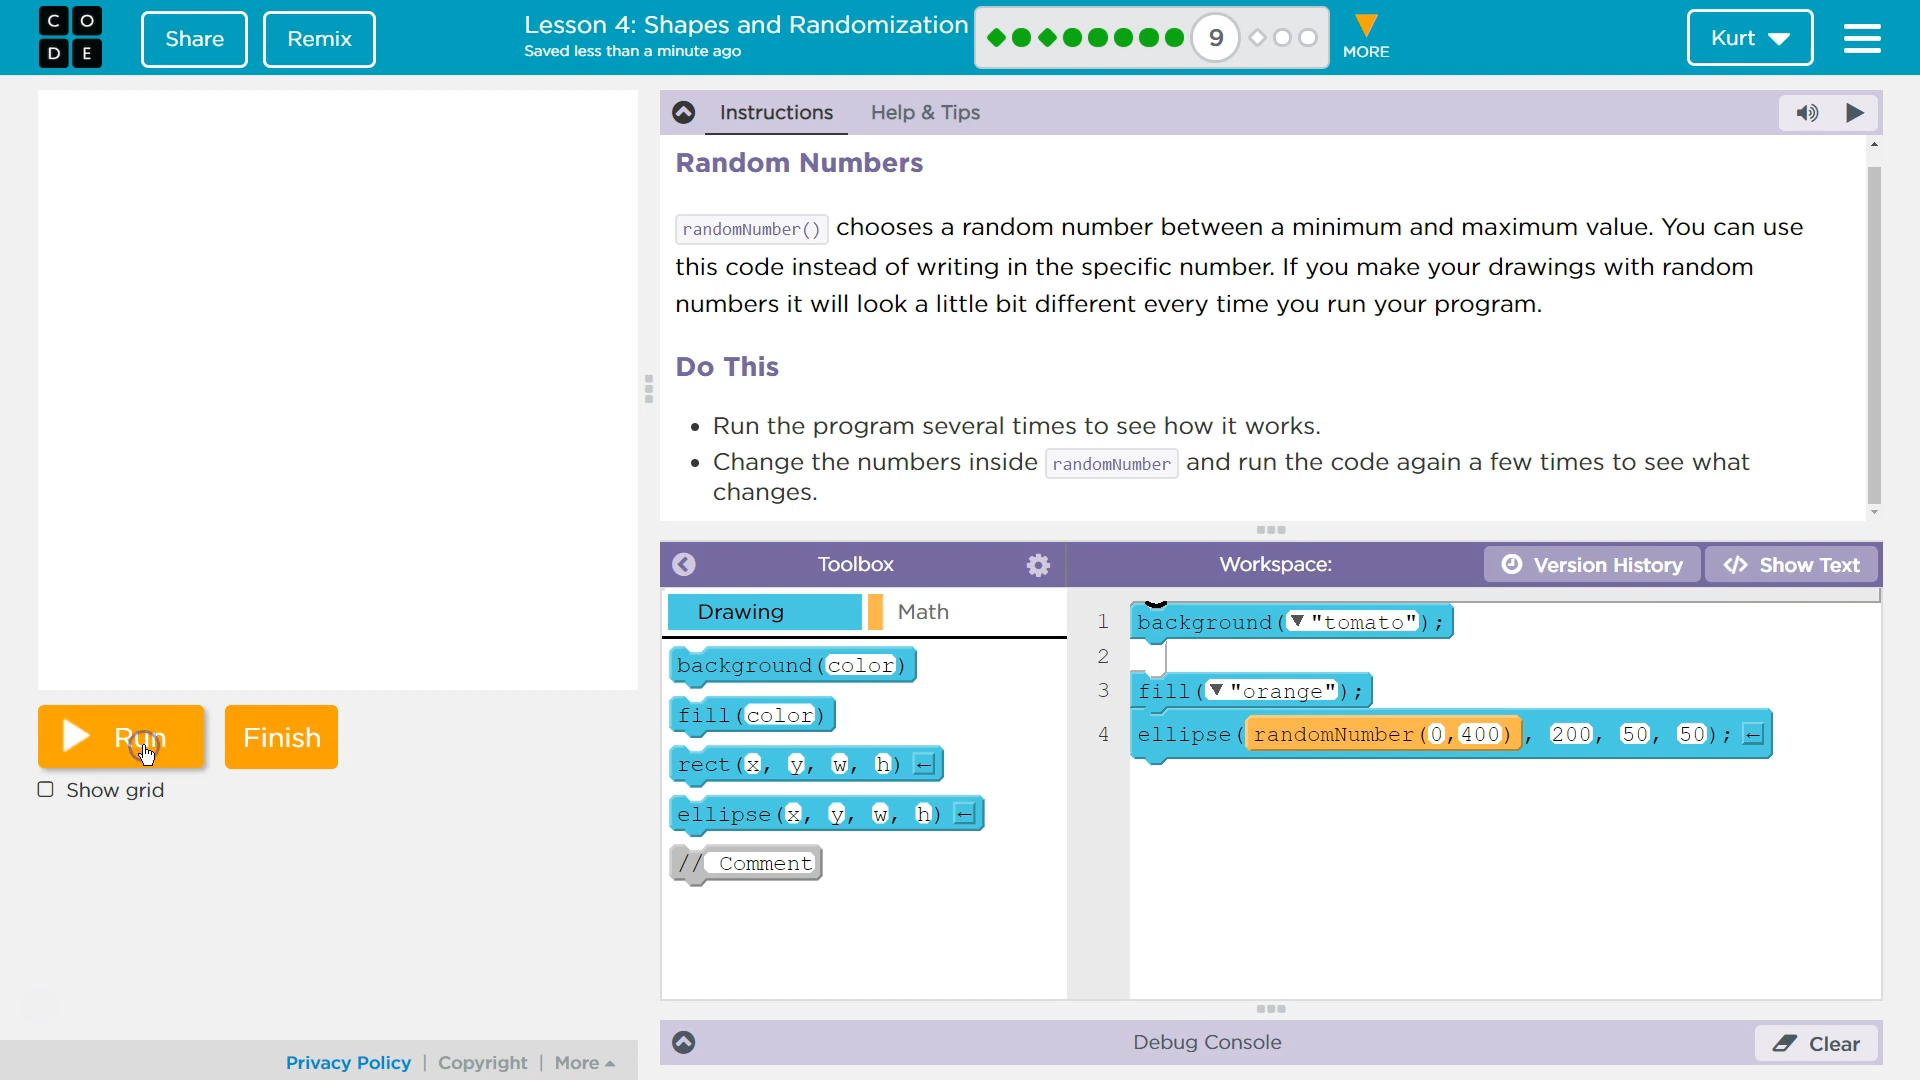 C O
D E
Share
Remix
Lesson 4: Shapes and Randomization
Saved less than a minute ago
9
MORE
Kurt
Instructions
Help & Tips
Random Numbers
randomNumber() chooses a random number between a minimum and maximum value. You can use
this code instead of writing in the specific number. If you make your drawings with random
numbers it will look a little bit different every time you run your program.
Do This
• Run the program several times to see how it works.
• Change the numbers inside randomNumber and run the code again a few times to see what
changes.
Run
Finish
Show grid
Toolbox
Workspace:
Version History
</> Show Text
Drawing
Math
background(color)
fill(color)
rect(x, y, w, h) ←
ellipse(x, y, w, h) ←
// Comment
1 background(▼ "tomato");
2
3 fill(▼ "orange");
4 ellipse(randomNumber(0,400), 200, 50, 50); ←
Debug Console
Clear
Privacy Policy | Copyright | More